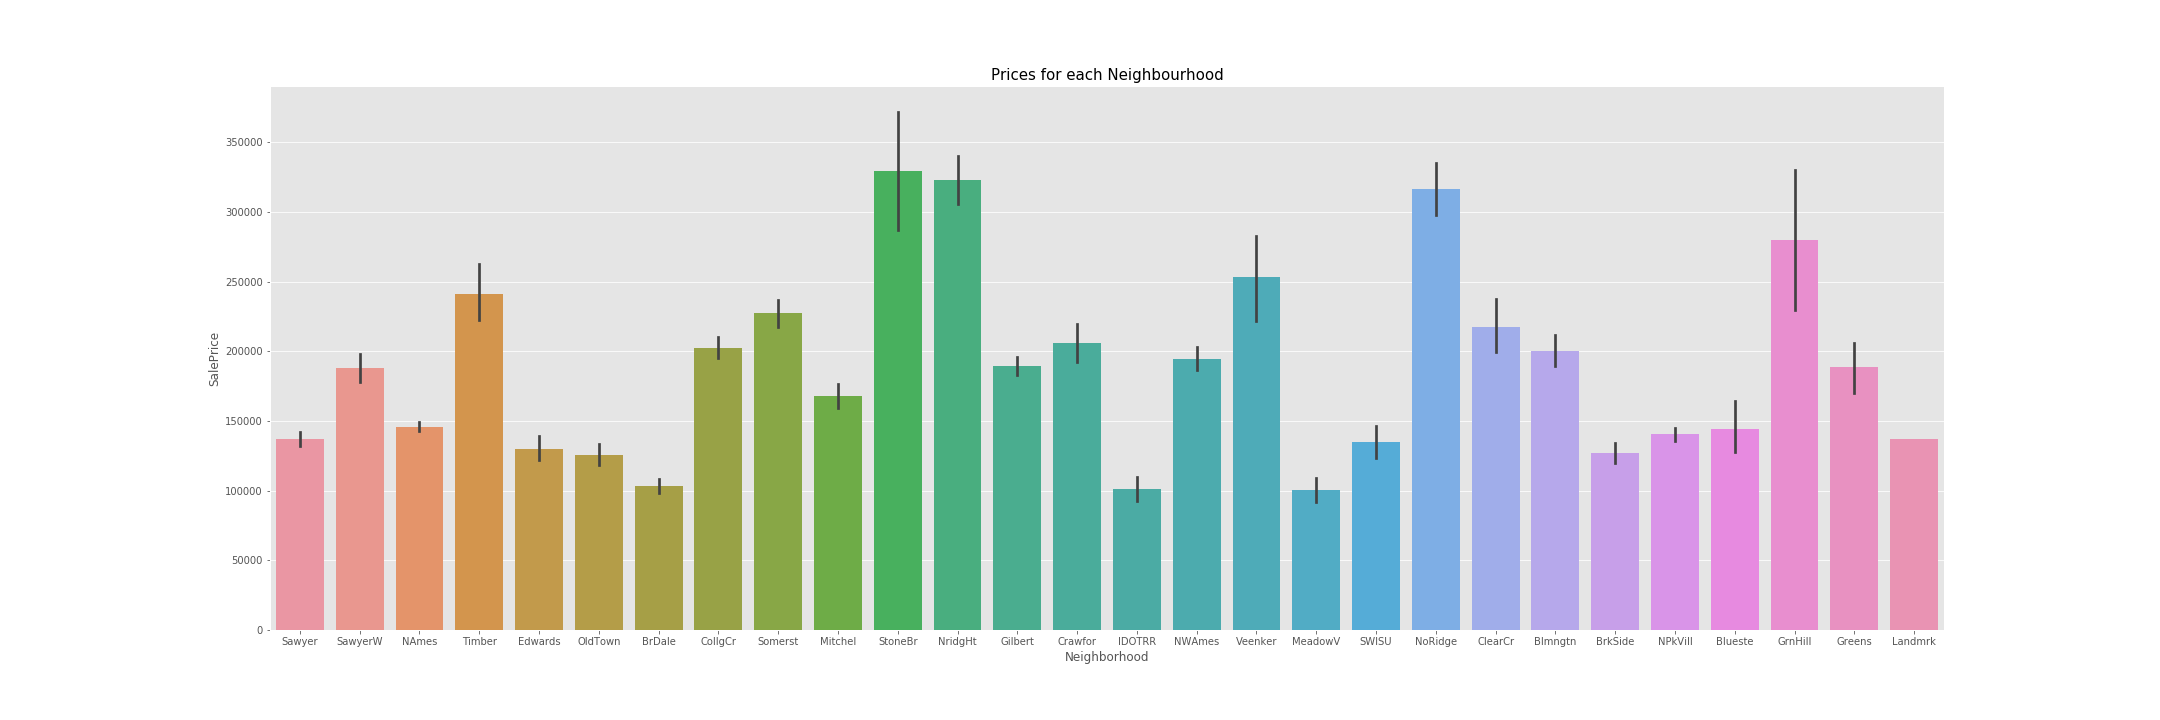 Prices for each Neighbourhood
350000
300000
250000
200000
150000
100000
50000
0
SalePrice
Sawyer SawyerW NAmes Timber Edwards OldTown BrDale CollgCr Somerst Mitchel StoneBr NridgHt Gilbert Crawfor IDOTRR NWAmes Veenker MeadowV SWISU NoRidge ClearCr Blmngtn BrkSide NPkVill Blueste GrnHill Greens Landmrk
Neighborhood